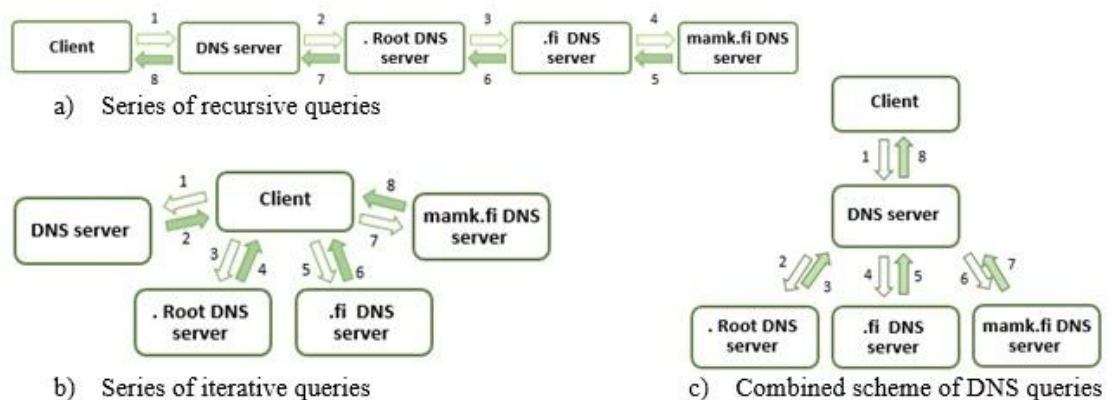 1
2
3
4
Client
DNS server
. Root DNS
server
.fi DNS
server
mamk.fi DNS
server
8
7
6
5
a) Series of recursive queries
1
2
3
4
5
6
7
8
Client
DNS server
mamk.fi DNS
server
. Root DNS
server
.fi DNS
server
b) Series of iterative queries
Client
1
8
DNS server
2
3
4
5
6
7
. Root DNS
server
.fi DNS
server
mamk.fi DNS
server
c) Combined scheme of DNS queries